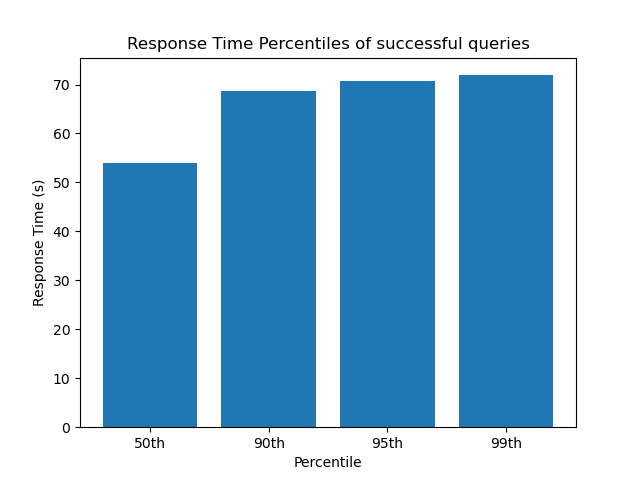 Response Time Percentiles of successful queries
70
60
50
40
30
20
10
0
Response Time (s)
50th 90th 95th 99th
Percentile